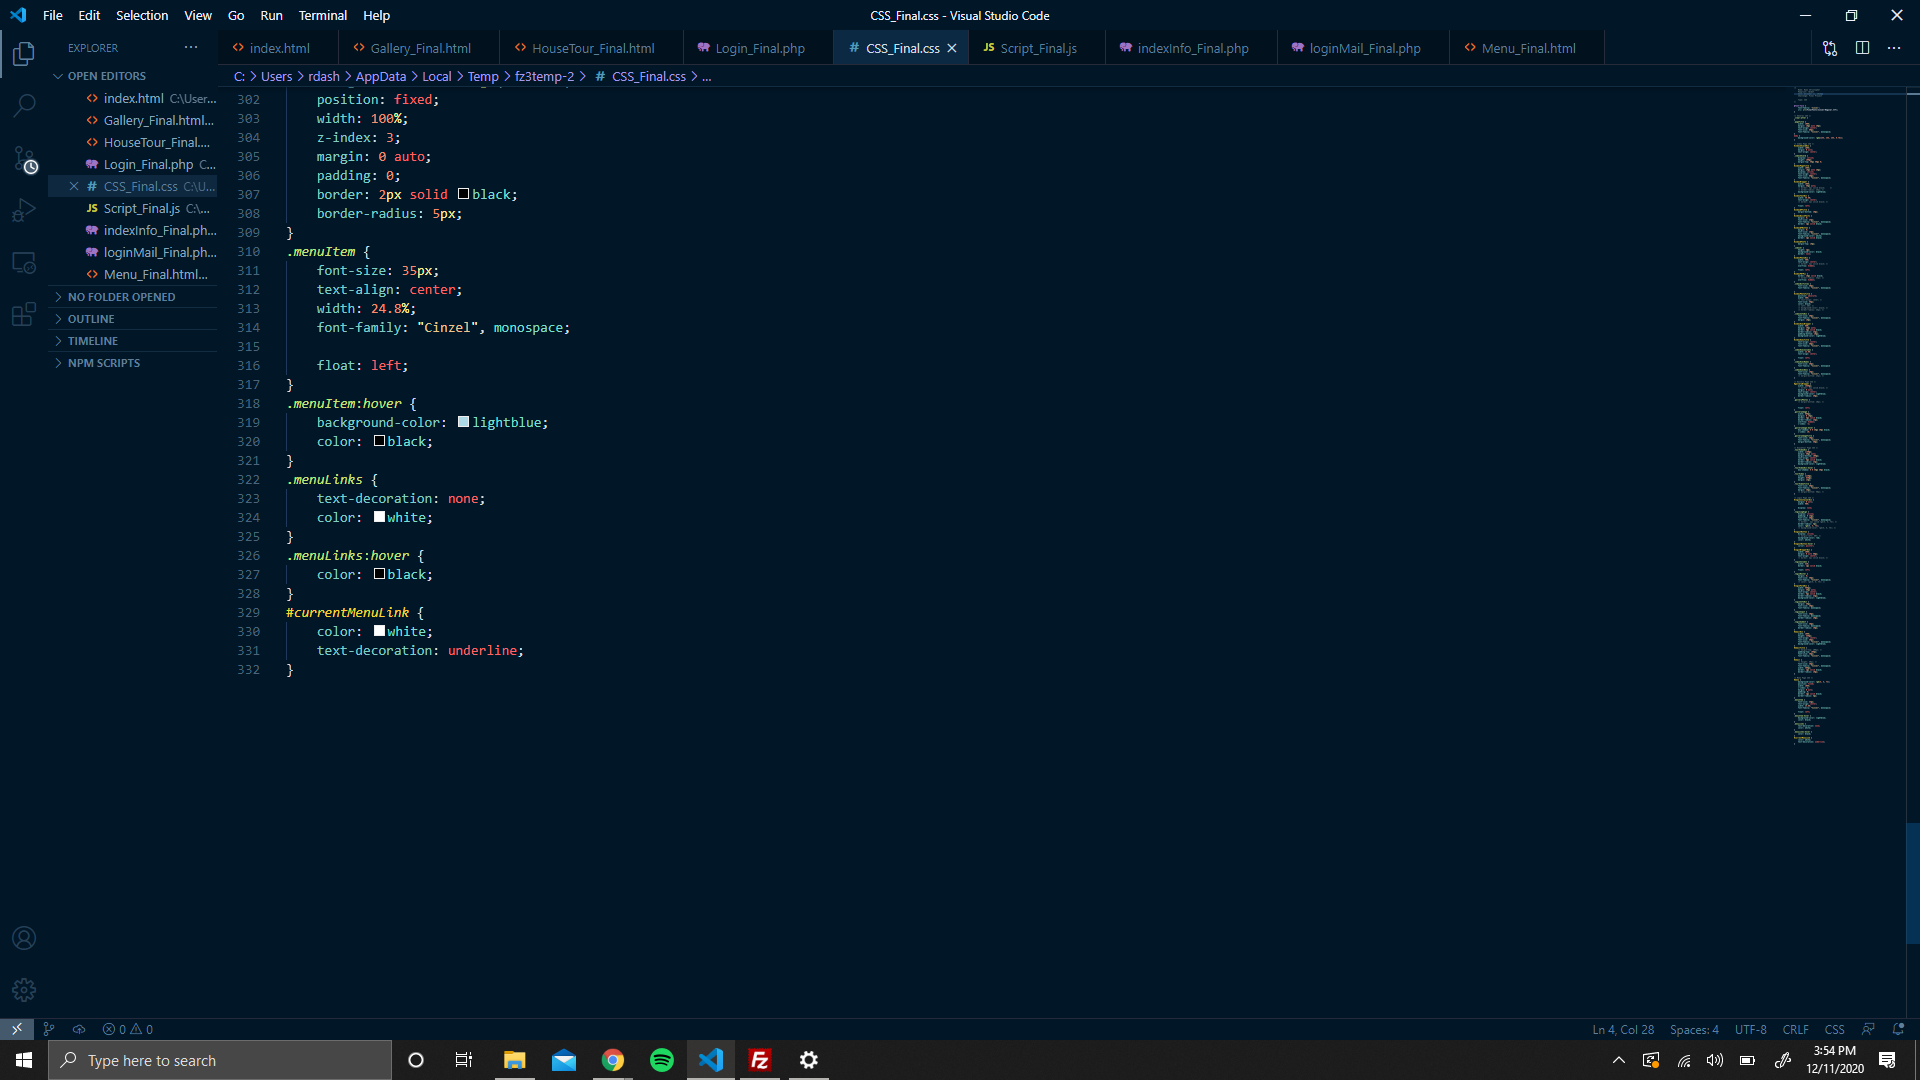 File Edit Selection View Go Run Terminal Help
CSS_Final.css - Visual Studio Code
EXPLORER
index.html Gallery_Final.html HouseTour_Final.html Login_Final.php CSS_Final.css Script_Final.js indexInfo_Final.php loginMail_Final.php Menu_Final.html
C: > Users > rdash > AppData > Local > Temp > fz3temp-2 > # CSS_Final.css > ...
OPEN EDITORS
index.html C:\User...
Gallery_Final.html...
HouseTour_Final....
Login_Final.php C...
# CSS_Final.css C:\U...
JS Script_Final.js C:\...
indexInfo_Final.ph...
loginMail_Final.ph...
Menu_Final.html...
NO FOLDER OPENED
OUTLINE
TIMELINE
NPM SCRIPTS
302 position: fixed;
303 width: 100%;
304 z-index: 3;
305 margin: 0 auto;
306 padding: 0;
307 border: 2px solid black;
308 border-radius: 5px;
309 }
310 .menuItem {
311 font-size: 35px;
312 text-align: center;
313 width: 24.8%;
314 font-family: "Cinzel", monospace;
315
316 float: left;
317 }
318 .menuItem:hover {
319 background-color: lightblue;
320 color: black;
321 }
322 .menuLinks {
323 text-decoration: none;
324 color: white;
325 }
326 .menuLinks:hover {
327 color: black;
328 }
329 #currentMenuLink {
330 color: white;
331 text-decoration: underline;
332 }
0 0
Ln 4, Col 28 Spaces: 4 UTF-8 CRLF CSS
Type here to search
3:54 PM
12/11/2020